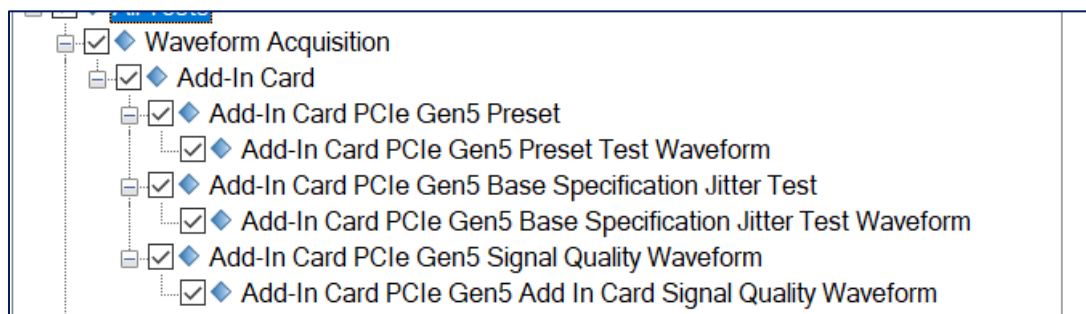 All Tests
Waveform Acquisition
Add-In Card
Add-In Card PCIe Gen5 Preset
Add-In Card PCIe Gen5 Preset Test Waveform
Add-In Card PCIe Gen5 Base Specification Jitter Test
Add-In Card PCIe Gen5 Base Specification Jitter Test Waveform
Add-In Card PCIe Gen5 Signal Quality Waveform
Add-In Card PCIe Gen5 Add In Card Signal Quality Waveform